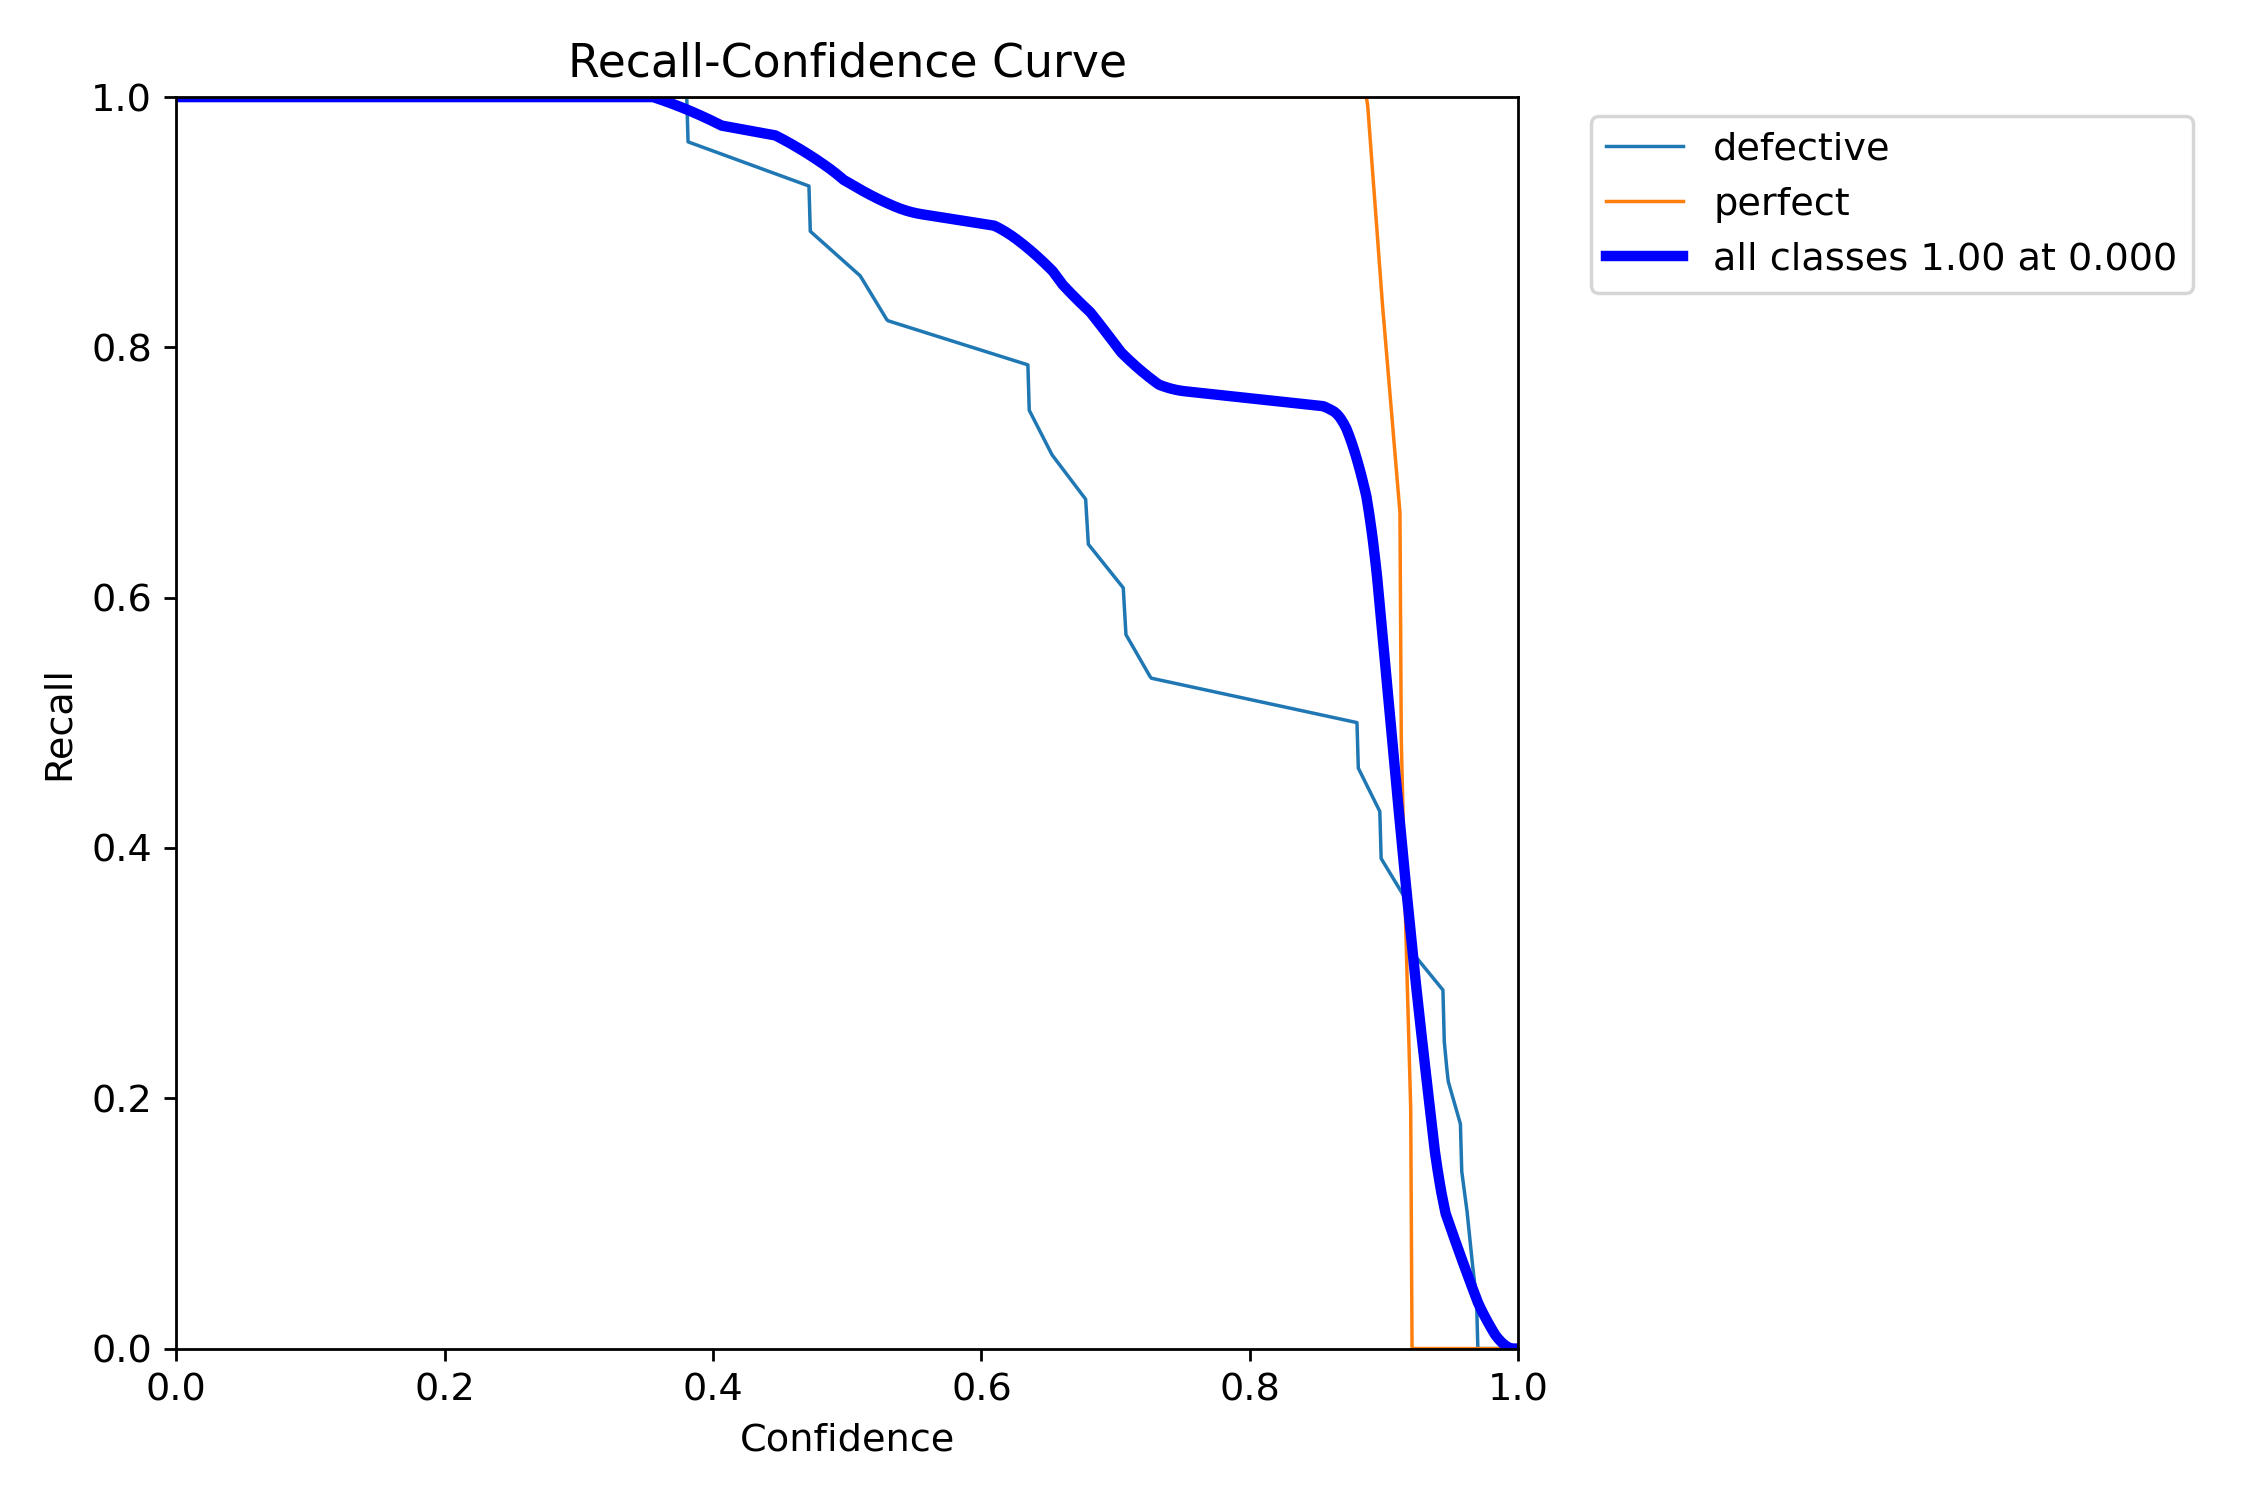 Recall-Confidence Curve
1.0
0.8
0.6
0.4
0.2
0.0
Recall
0.0 0.2 0.4 0.6 0.8 1.0
Confidence
defective
perfect
all classes 1.00 at 0.000